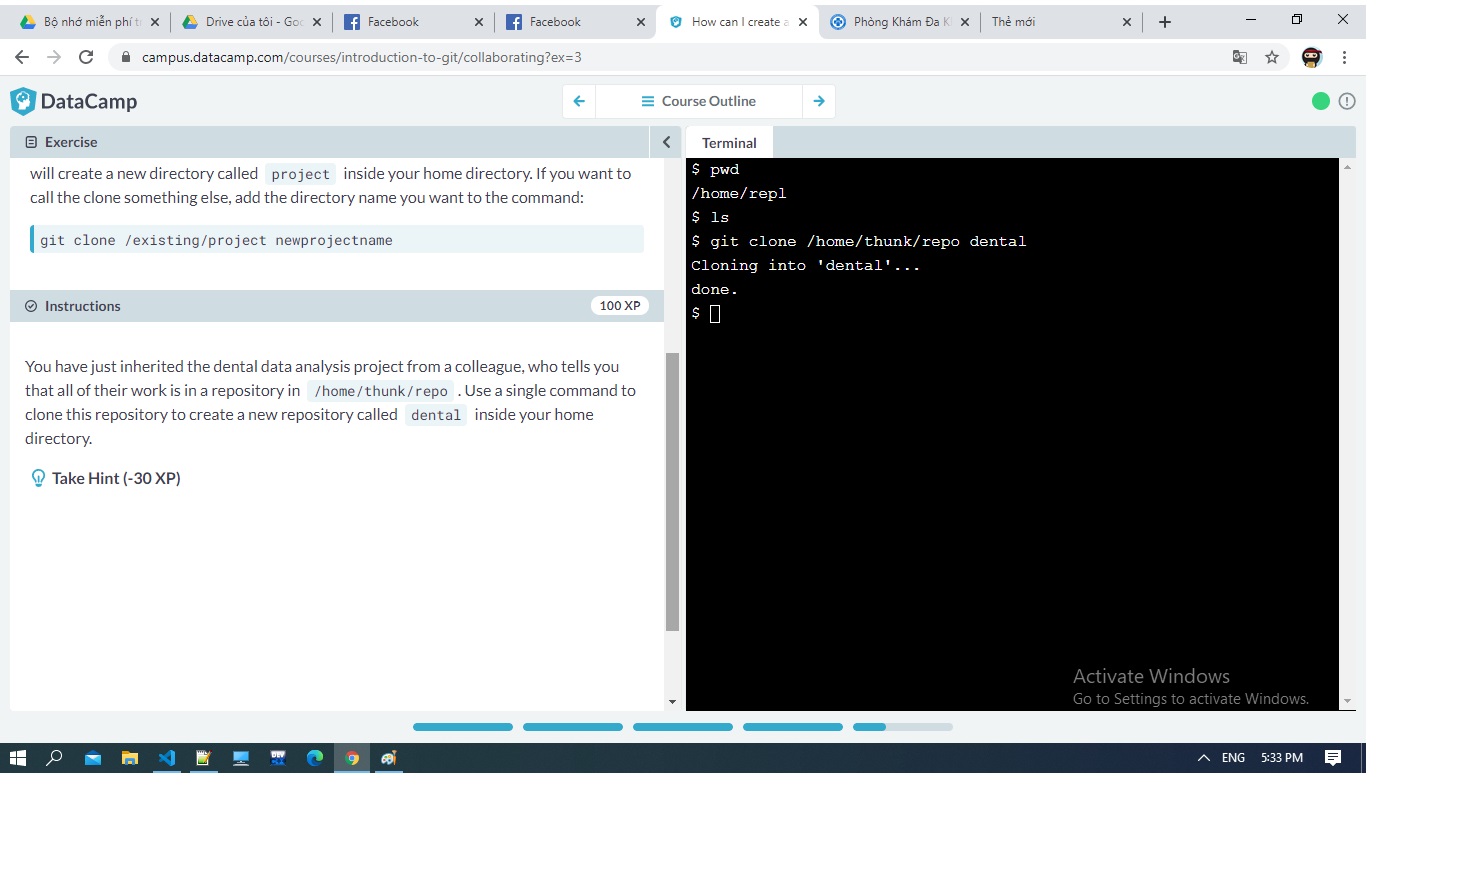 Bộ nhớ miễn phí t
Drive của tôi - Goo
Facebook
Facebook
How can I create a
Phòng Khám Đa K
Thẻ mới
campus.datacamp.com/courses/introduction-to-git/collaborating?ex=3
DataCamp
Course Outline
Exercise
will create a new directory called project inside your home directory. If you want to
call the clone something else, add the directory name you want to the command:
git clone /existing/project newprojectname
Instructions
100 XP
You have just inherited the dental data analysis project from a colleague, who tells you
that all of their work is in a repository in /home/thunk/repo . Use a single command to
clone this repository to create a new repository called dental inside your home
directory.
Take Hint (-30 XP)
Terminal
$ pwd
/home/repl
$ ls
$ git clone /home/thunk/repo dental
Cloning into 'dental'...
done.
$
Activate Windows
Go to Settings to activate Windows.
ENG
5:33 PM